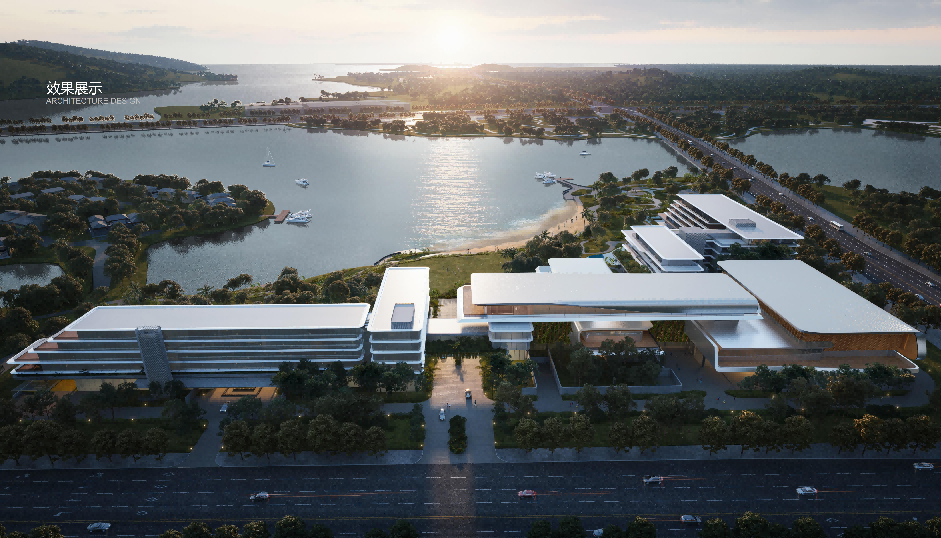 效果展示
ARCHITECTURE DESIGN